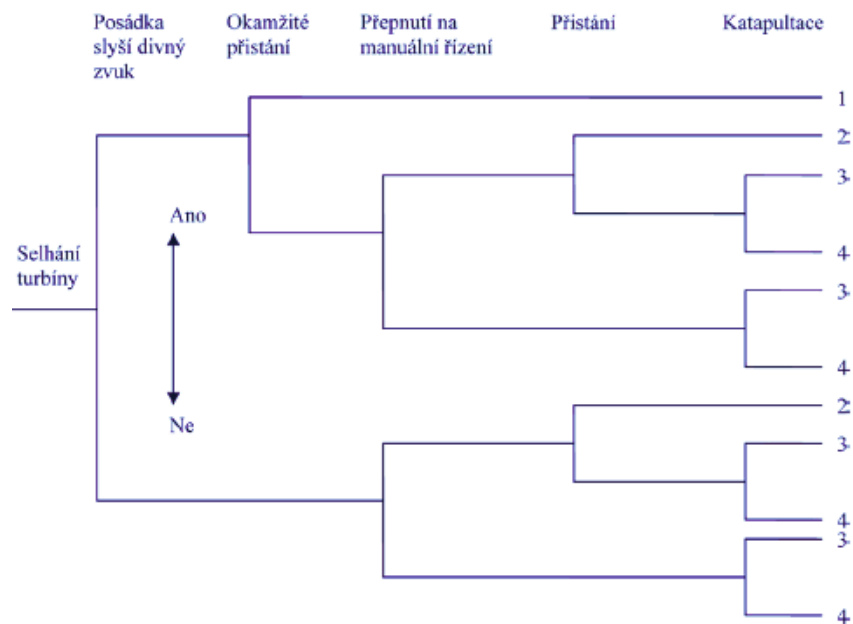 Posádka
slyší divný
zvuk
Okamžité
přistání
Přepnutí na
manuální řízení
Přistání
Katapultace
1
2
3
Ano
Selhání
turbíny
4
3
4
2
Ne
3
4
3
4